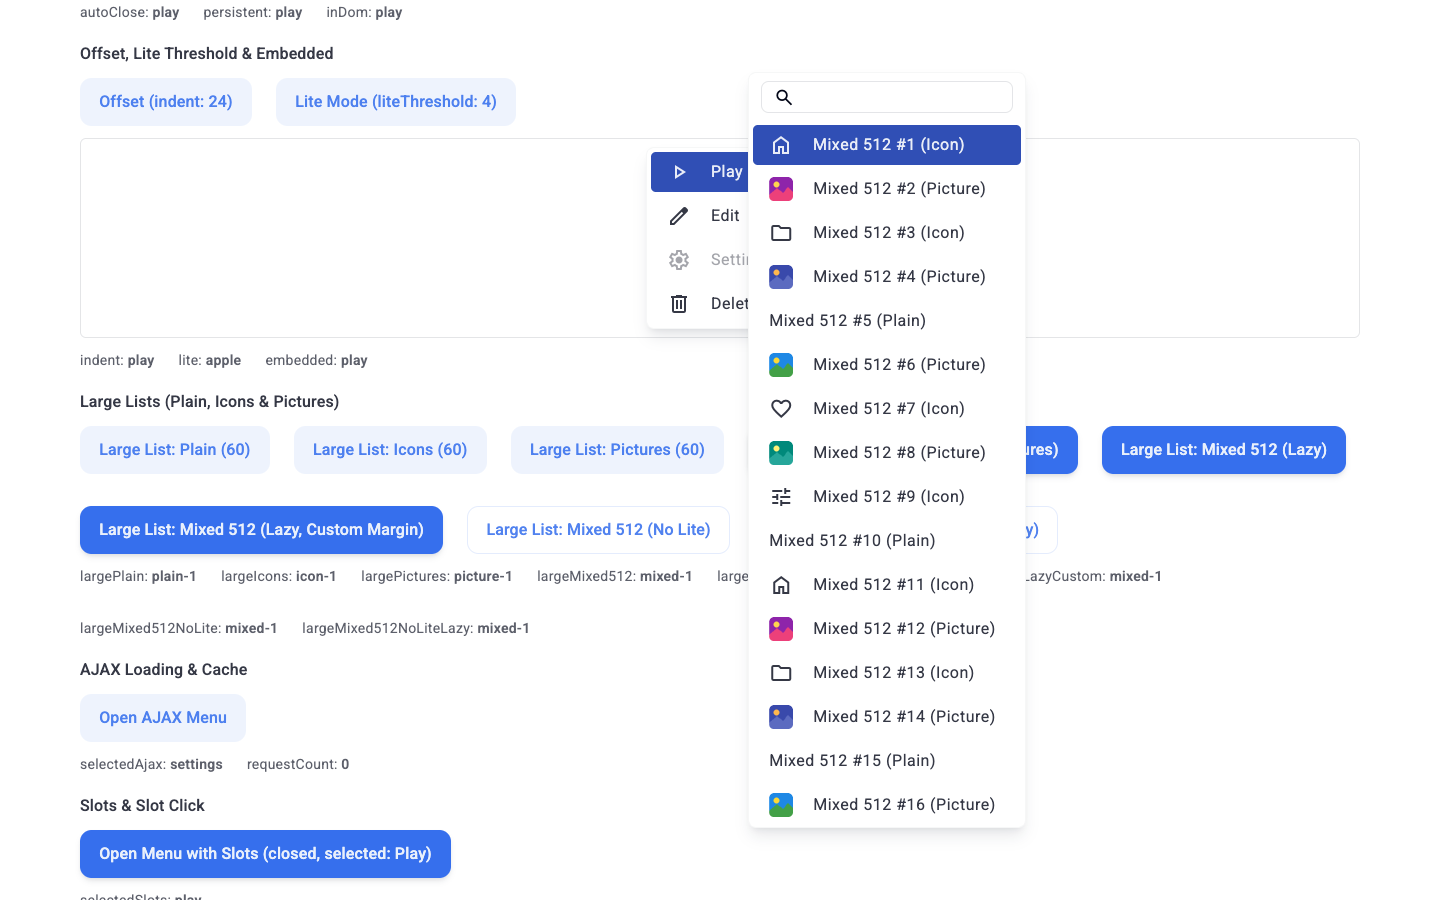 autoClose: play persistent: play inDom: play
Offset, Lite Threshold & Embedded
Offset (indent: 24) Lite Mode (liteThreshold: 4)
Play
Edit
Delet
indent: play lite: apple embedded: play
Large Lists (Plain, Icons & Pictures)
Large List: Plain (60) Large List: Icons (60) Large List: Pictures (60) ures) Large List: Mixed 512 (Lazy)
Large List: Mixed 512 (Lazy, Custom Margin) Large List: Mixed 512 (No Lite) y)
largePlain: plain-1 largeIcons: icon-1 largePictures: picture-1 largeMixed512: mixed-1 large LazyCustom: mixed-1
largeMixed512NoLite: mixed-1 largeMixed512NoLiteLazy: mixed-1
AJAX Loading & Cache
Open AJAX Menu
selectedAjax: settings requestCount: 0
Slots & Slot Click
Open Menu with Slots (closed, selected: Play)
selectedSlots: play
Mixed 512 #1 (Icon)
Mixed 512 #2 (Picture)
Mixed 512 #3 (Icon)
Mixed 512 #4 (Picture)
Mixed 512 #5 (Plain)
Mixed 512 #6 (Picture)
Mixed 512 #7 (Icon)
Mixed 512 #8 (Picture)
Mixed 512 #9 (Icon)
Mixed 512 #10 (Plain)
Mixed 512 #11 (Icon)
Mixed 512 #12 (Picture)
Mixed 512 #13 (Icon)
Mixed 512 #14 (Picture)
Mixed 512 #15 (Plain)
Mixed 512 #16 (Picture)